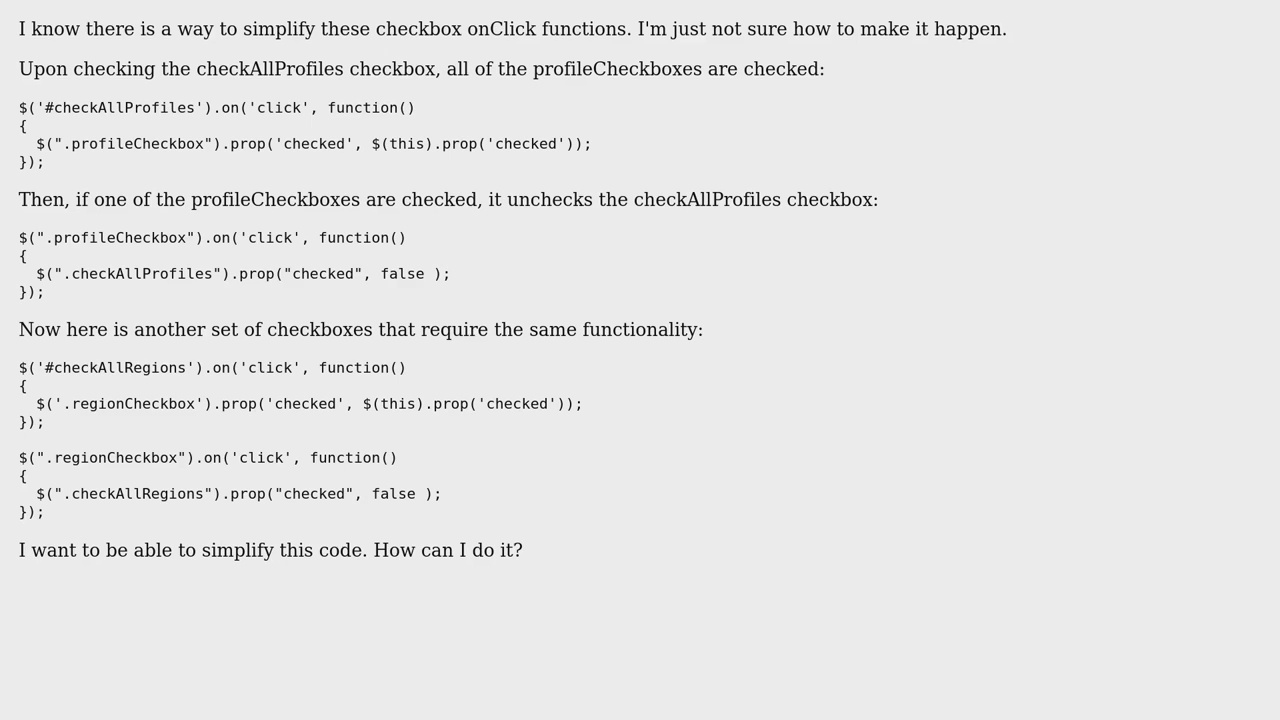 I know there is a way to simplify these checkbox onClick functions. I'm just not sure how to make it happen.
Upon checking the checkAllProfiles checkbox, all of the profileCheckboxes are checked:
$('#checkAllProfiles').on('click', function()
{
  $(".profileCheckbox").prop('checked', $(this).prop('checked'));
});
Then, if one of the profileCheckboxes are checked, it unchecks the checkAllProfiles checkbox:
$(".profileCheckbox").on('click', function()
{
  $(".checkAllProfiles").prop("checked", false );
});
Now here is another set of checkboxes that require the same functionality:
$('#checkAllRegions').on('click', function()
{
  $('.regionCheckbox').prop('checked', $(this).prop('checked'));
});
$(".regionCheckbox").on('click', function()
{
  $(".checkAllRegions").prop("checked", false );
});
I want to be able to simplify this code. How can I do it?